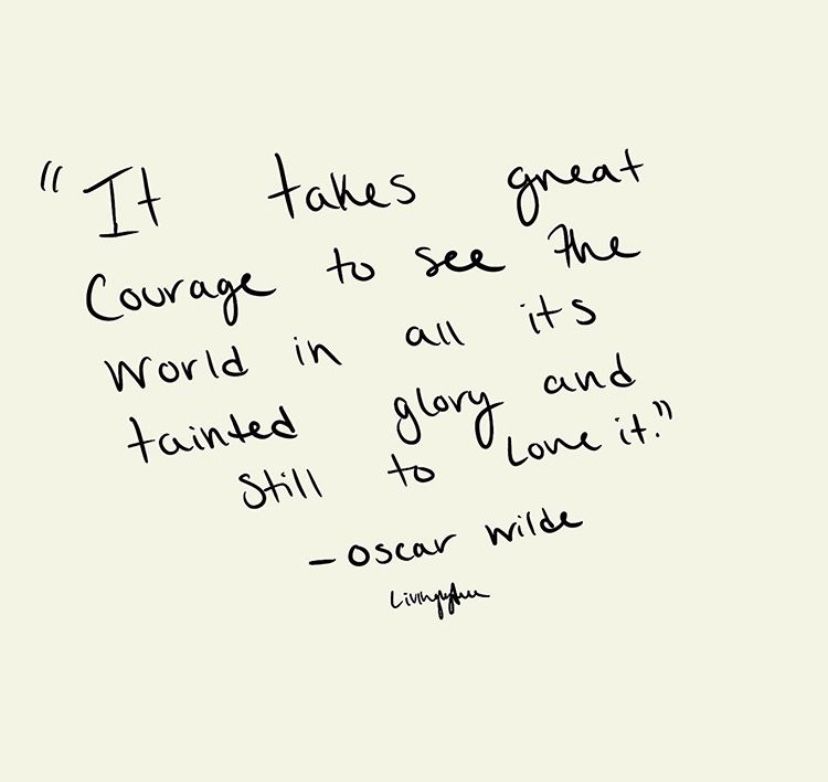 "It takes great
Courage to see the
World in all its
tainted glory and
Still to Love it."
- oscar wilde